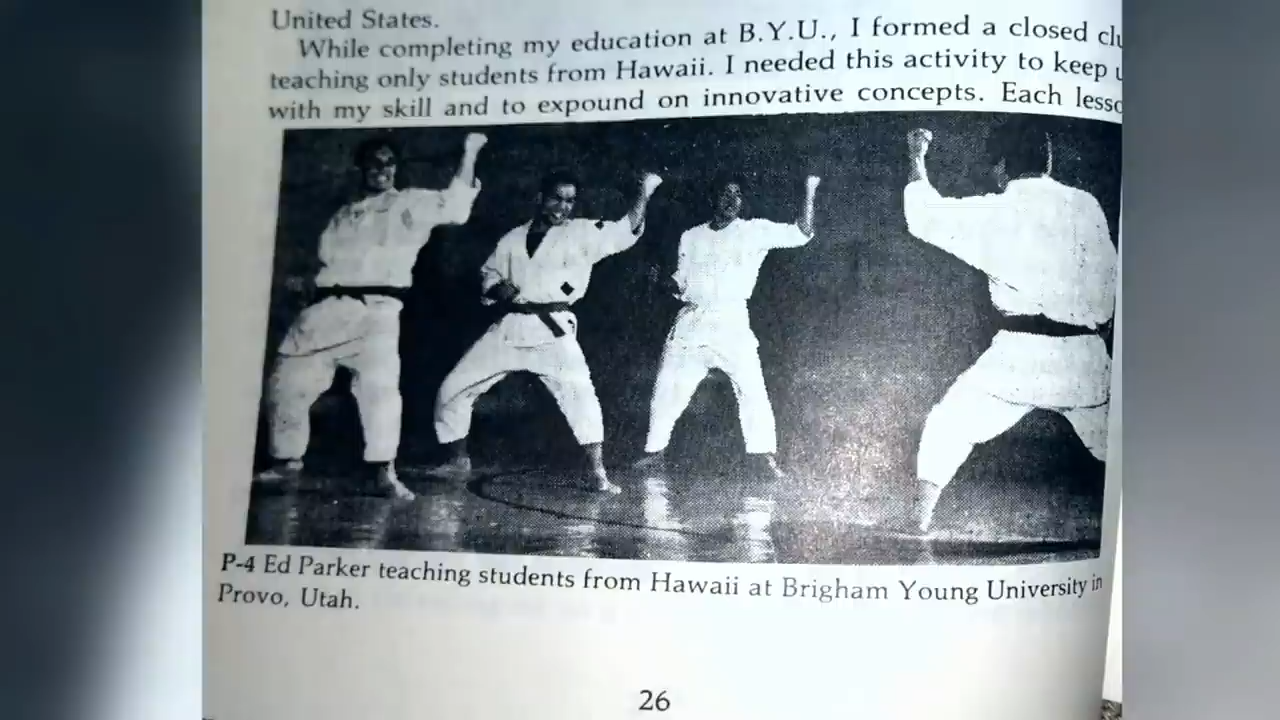 United States.
While completing my education at B.Y.U., I formed a closed
teaching only students from Hawaii. I needed this activity to keep
with my skill and to expound on innovative concepts. Each
P-4 Ed Parker teaching students from Hawaii at Brigham Young University in
Provo, Utah.
26